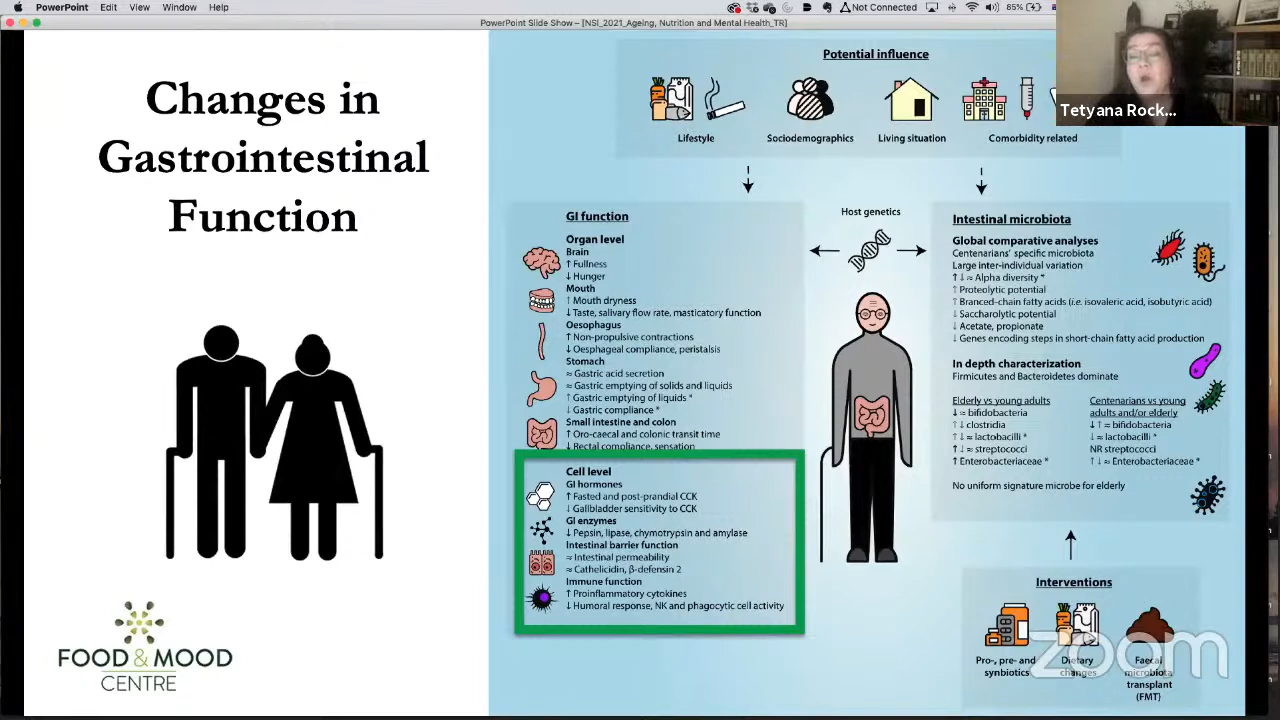 PowerPoint Edit View Window Help
Not Connected
85%
PowerPoint Slide Show - [NSI_2021_Ageing, Nutrition and Mental Health_TR]
Changes in
Gastrointestinal
Function
FOOD & MOOD
CENTRE
Potential influence
Lifestyle
Sociodemographics
Living situation
Comorbidity related
Tetyana Rock...
GI function
Organ level
Brain
↑ Fullness
↓ Hunger
Mouth
↑ Mouth dryness
↓ Taste, salivary flow rate, masticatory function
Oesophagus
↑ Non-propulsive contractions
↓ Oesphageal compliance, peristalsis
Stomach
≈ Gastric acid secretion
≈ Gastric emptying of solids and liquids
↑ Gastric emptying of liquids *
↓ Gastric compliance *
Small intestine and colon
↑ Oro-caecal and colonic transit time
↓ Rectal compliance, sensation
Cell level
GI hormones
↑ Fasted and post-prandial CCK
↓ Gallbladder sensitivity to CCK
GI enzymes
↓ Pepsin, lipase, chymotrypsin and amylase
Intestinal barrier function
≈ Intestinal permeability
≈ Cathelicidin, β-defensin 2
Immune function
↑ Proinflammatory cytokines
↓ Humoral response, NK and phagocytic cell activity
Host genetics
Intestinal microbiota
Global comparative analyses
Centenarians' specific microbiota
Large inter-individual variation
↑ ↓ ≈ Alpha diversity *
↑ Proteolytic potential
↑ Branced-chain fatty acids (i.e. isovaleric acid, isobutyric acid)
↓ Saccharolytic potential
↓ Acetate, propionate
↓ Genes encoding steps in short-chain fatty acid production
In depth characterization
Firmicutes and Bacteroidetes dominate
Elderly vs young adults
↓ ≈ bifidobacteria
↑ ↓ clostridia
↑ ↓ ≈ lactobacilli *
↑ ↓ ≈ streptococci
↑ Enterobacteriaceae *
Centenarians vs young
adults and/or elderly
↓ ↑ ≈ bifidobacteria
↓ ≈ lactobacilli *
NR streptococci
↑ ↓ ≈ Enterobacteriaceae *
No uniform signature microbe for elderly
Interventions
Pro-, pre- and
synbiotics
Dietary
changes
Faecal
microbiota
transplant
(FMT)
zoom